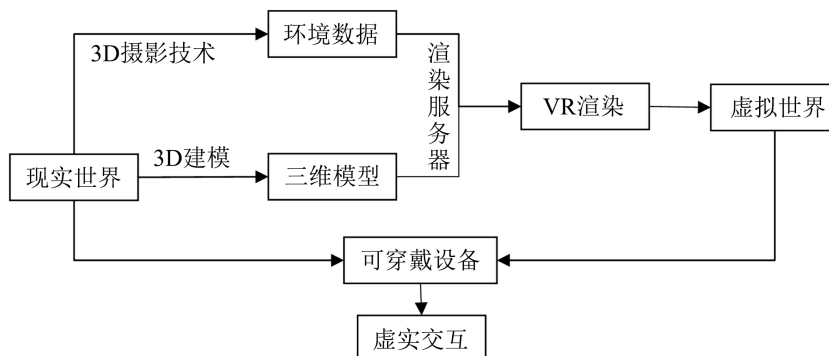 环境数据
3D摄影技术
渲染服务器
VR渲染
虚拟世界
3D建模
现实世界
三维模型
可穿戴设备
虚实交互